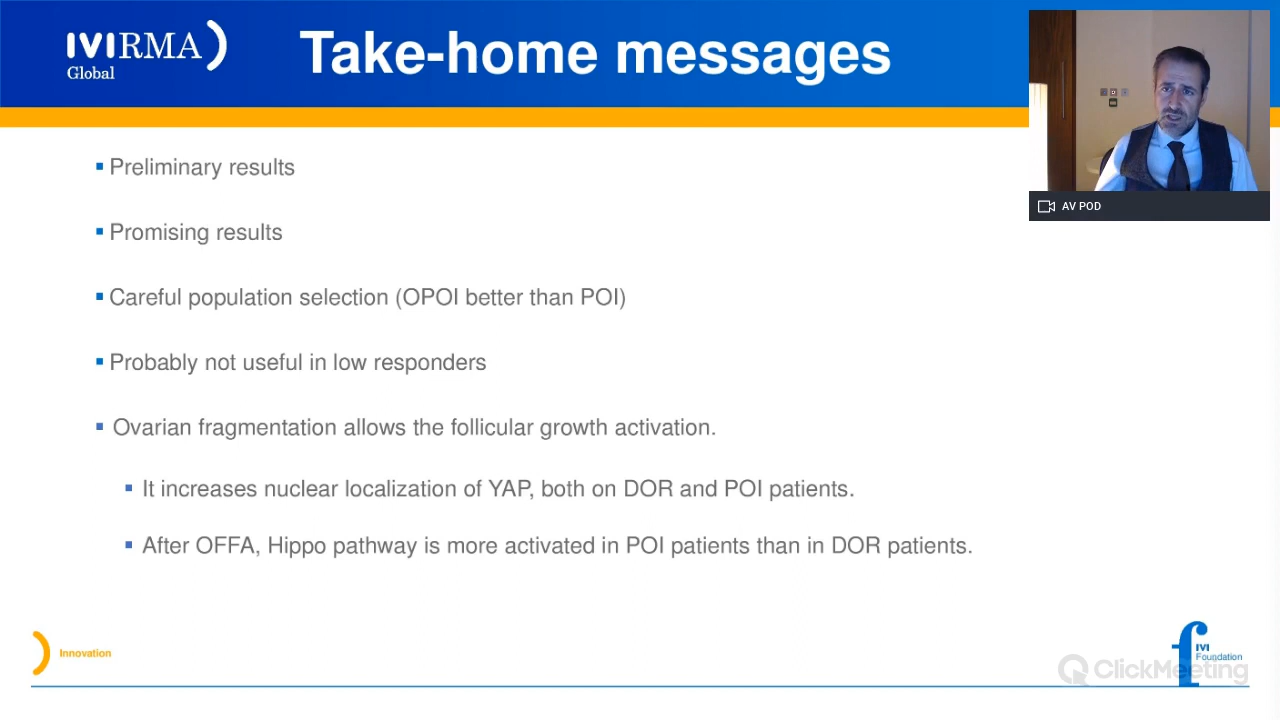 IVIRMA
Global
Take-home messages
AV POD
Preliminary results
Promising results
Careful population selection (OPOI better than POI)
Probably not useful in low responders
Ovarian fragmentation allows the follicular growth activation.
It increases nuclear localization of YAP, both on DOR and POI patients.
After OFFA, Hippo pathway is more activated in POI patients than in DOR patients.
Innovation
IVI
Foundation
ClickMeeting